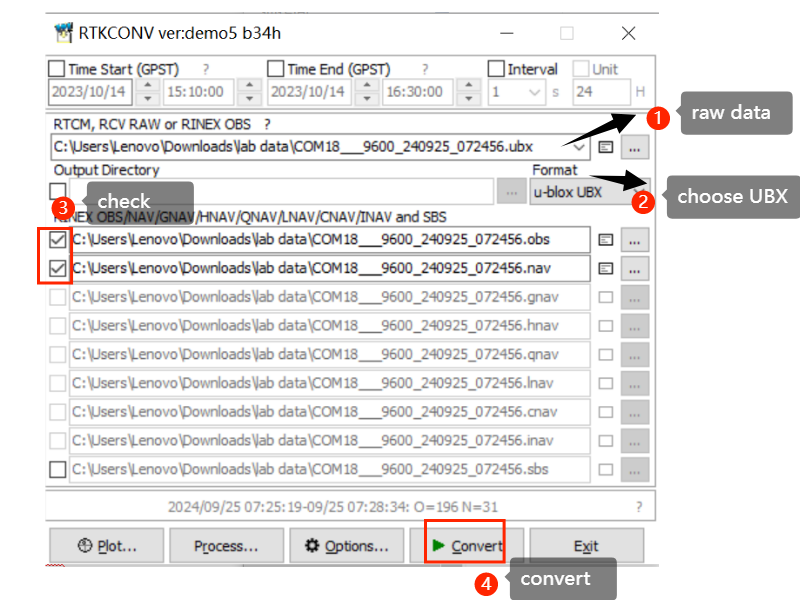 RTKCONV ver:demo5 b34h
Time Start (GPST) ? Time End (GPST) ? Interval Unit
2023/10/14 15:10:00 2023/10/14 16:30:00 1 s 24 H
1 raw data
RTCM, RCV RAW or RINEX OBS ?
C:\Users\Lenovo\Downloads\lab data\COM18___9600_240925_072456.ubx ...
Output Directory Format
... u-blox UBX
2 choose UBX
3 check
RINEX OBS/NAV/GNAV/HNAV/QNAV/LNAV/CNAV/INAV and SBS
C:\Users\Lenovo\Downloads\lab data\COM18___9600_240925_072456.obs ...
C:\Users\Lenovo\Downloads\lab data\COM18___9600_240925_072456.nav ...
C:\Users\Lenovo\Downloads\lab data\COM18___9600_240925_072456.gnav ...
C:\Users\Lenovo\Downloads\lab data\COM18___9600_240925_072456.hnav ...
C:\Users\Lenovo\Downloads\lab data\COM18___9600_240925_072456.qnav ...
C:\Users\Lenovo\Downloads\lab data\COM18___9600_240925_072456.lnav ...
C:\Users\Lenovo\Downloads\lab data\COM18___9600_240925_072456.cnav ...
C:\Users\Lenovo\Downloads\lab data\COM18___9600_240925_072456.inav ...
C:\Users\Lenovo\Downloads\lab data\COM18___9600_240925_072456.sbs ...
2024/09/25 07:25:19-09/25 07:28:34: O=196 N=31 ?
Plot... Process... Options... Convert Exit
4 convert